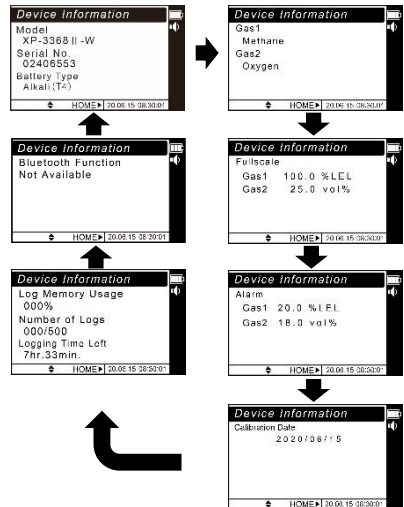 Device Information
Model
XP-3368Ⅱ-W
Serial No.
02406553
Battery Type
Alkali(T4)
HOME▶ 20.06.15 08:30:01
Device Information
Gas1
Methane
Gas2
Oxygen
HOME▶ 20.06.15 08:30:01
Device Information
Fullscale
Gas1 100.0 %LEL
Gas2 25.0 vol%
HOME▶ 20.06.15 08:30:01
Device Information
Alarm
Gas1 20.0 %LEL
Gas2 18.0 vol%
HOME▶ 20.06.15 08:30:01
Device Information
Calibration Date
2020/06/15
HOME▶ 20.06.15 08:30:01
Device Information
Log Memory Usage
000%
Number of Logs
000/500
Logging Time Left
7hr.33min.
HOME▶ 20.06.15 08:30:01
Device Information
Bluetooth Function
Not Available
HOME▶ 20.06.15 08:30:01